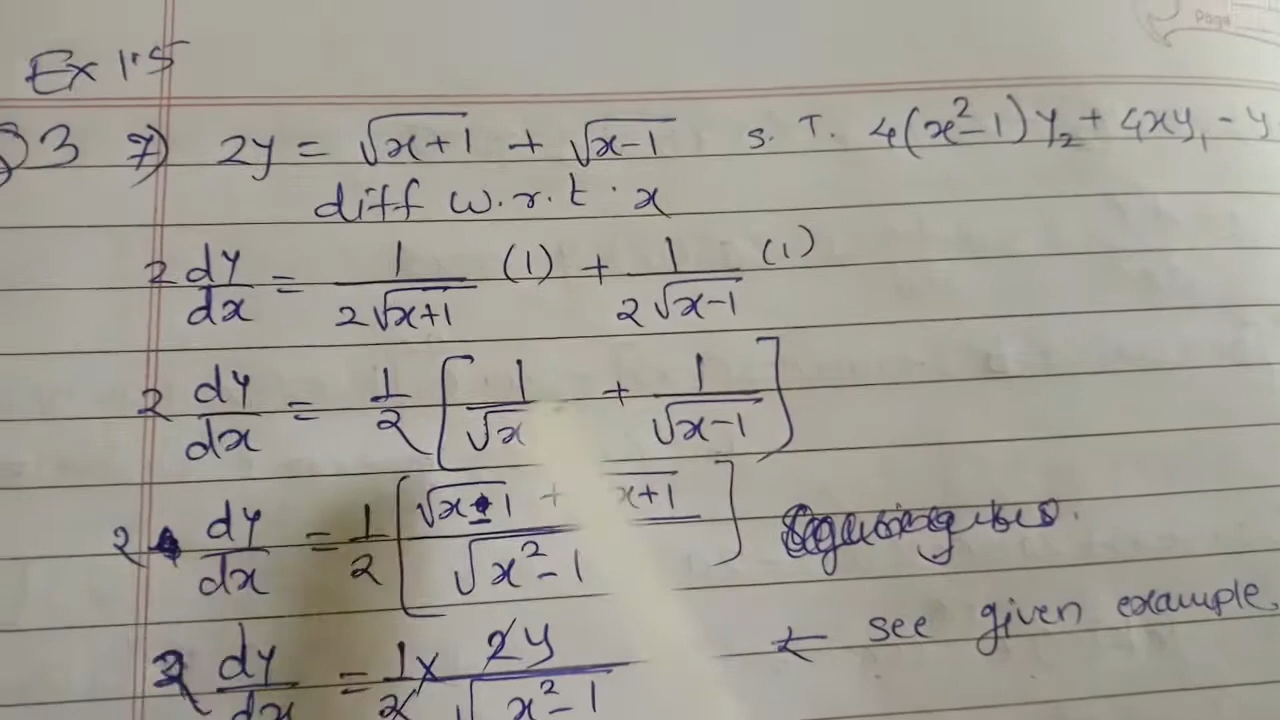 Page
Ex 1.5
Q3 7) 2y = √x+1 + √x-1 S.T. 4(x²-1)y₂ + 4xy₁ - y
diff w.r.t. x
2 dy/dx = 1/2√x+1 (1) + 1/2√x-1 (1)
2 dy/dx = 1/2 [1/√x + 1/√x-1]
2 dy/dx = 1/2 [√x-1 + x+1/√x²-1]
← see given example.
2 dy/dx = 1/2 x 2y/√x²-1